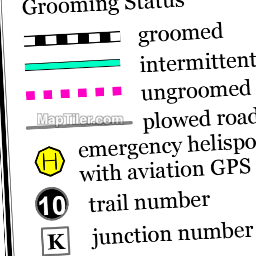 Grooming Status
groomed
intermittent
ungroomed
MapTiler.com
plowed road
H
emergency helispo
with aviation GPS
10
trail number
K
junction number